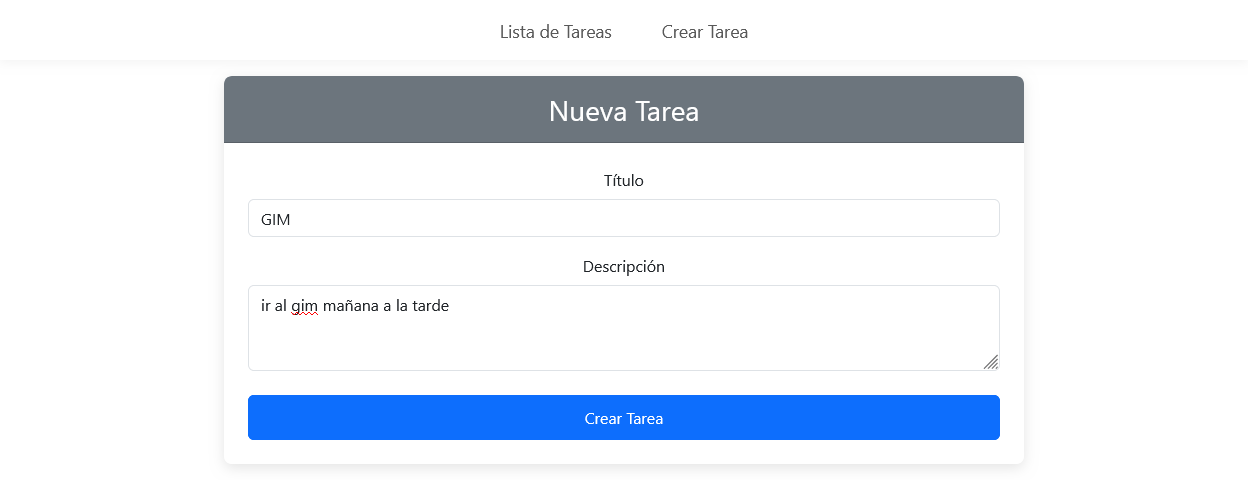 Lista de Tareas Crear Tarea
Nueva Tarea
Título
GIM
Descripción
ir al gim mañana a la tarde
Crear Tarea